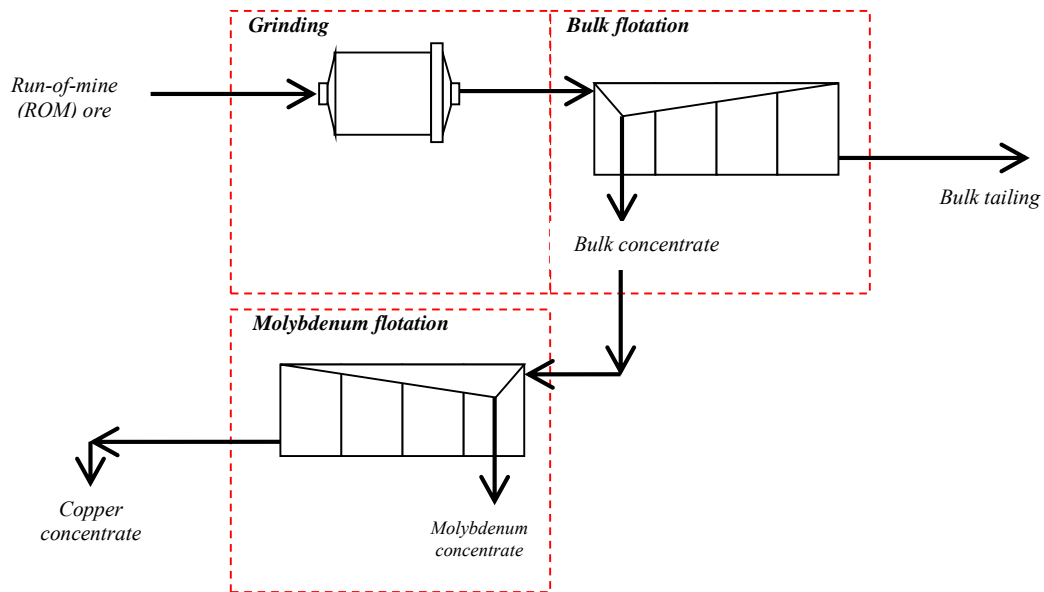 Grinding
Bulk flotation
Run-of-mine
(ROM) ore
Bulk tailing
Bulk concentrate
Molybdenum flotation
Copper
concentrate
Molybdenum
concentrate